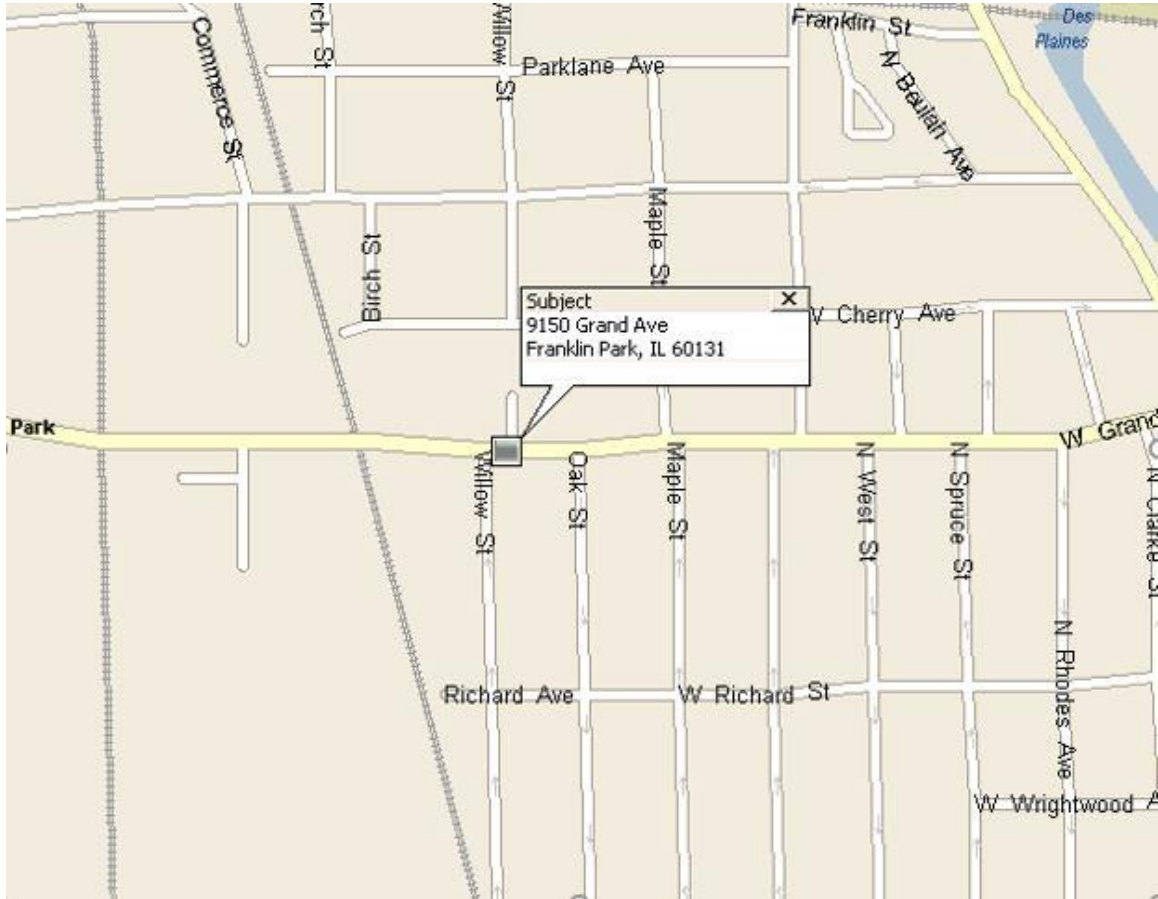 Franklin St
Des
Plaines
Commerce St
rch St
Willow St
Parklane Ave
N Beulah Ave
Maple St
Birch St
Subject
9150 Grand Ave
Franklin Park, IL 60131
W Cherry Ave
Park
W Grand
Willow St
Oak St
Maple St
N West St
N Spruce St
N Clarke St
N Rhodes Ave
Richard Ave
W Richard St
W Wrightwood A